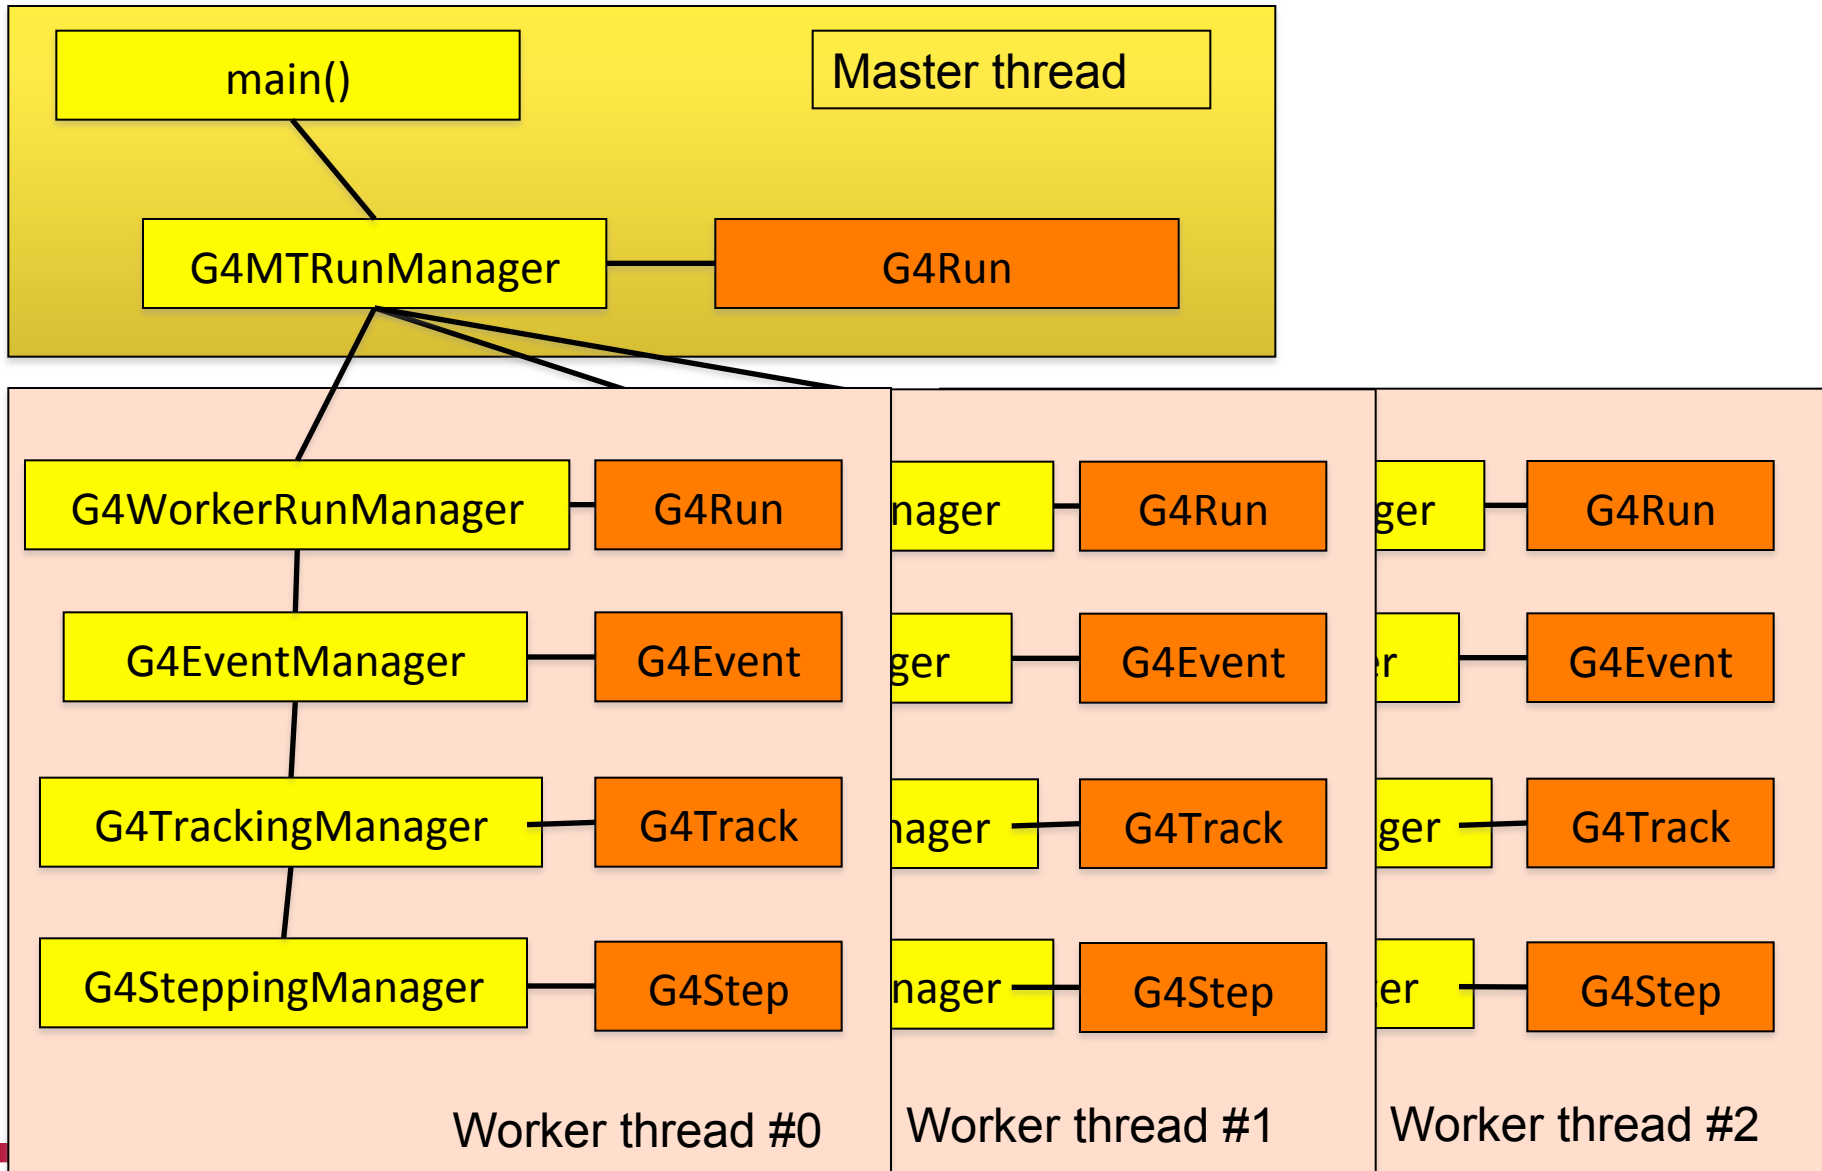 main()
Master thread
G4MTRunManager
G4Run
G4WorkerRunManager
G4Run
nager
G4Run
ger
G4Run
G4EventManager
G4Event
ger
G4Event
er
G4Event
G4TrackingManager
G4Track
nager
G4Track
ger
G4Track
G4SteppingManager
G4Step
nager
G4Step
er
G4Step
Worker thread #0
Worker thread #1
Worker thread #2